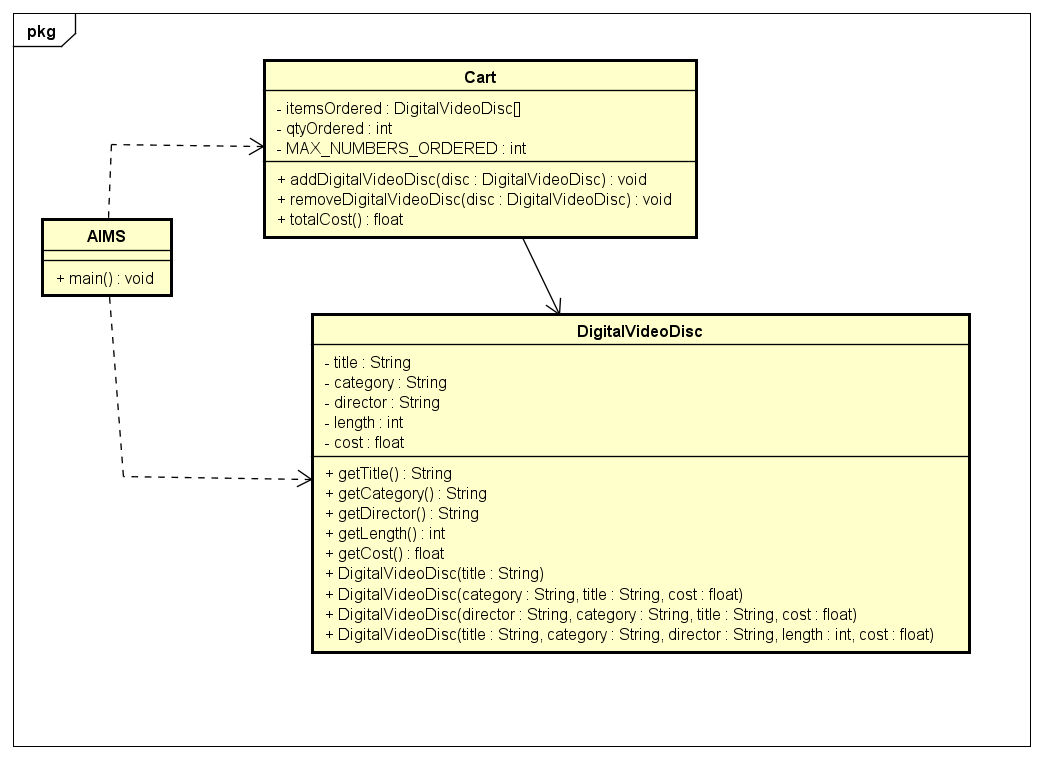 pkg
Cart
- itemsOrdered : DigitalVideoDisc[]
- qtyOrdered : int
- MAX_NUMBERS_ORDERED : int
+ addDigitalVideoDisc(disc : DigitalVideoDisc) : void
+ removeDigitalVideoDisc(disc : DigitalVideoDisc) : void
+ totalCost() : float
AIMS
+ main() : void
DigitalVideoDisc
- title : String
- category : String
- director : String
- length : int
- cost : float
+ getTitle() : String
+ getCategory() : String
+ getDirector() : String
+ getLength() : int
+ getCost() : float
+ DigitalVideoDisc(title : String)
+ DigitalVideoDisc(category : String, title : String, cost : float)
+ DigitalVideoDisc(director : String, category : String, title : String, cost : float)
+ DigitalVideoDisc(title : String, category : String, director : String, length : int, cost : float)